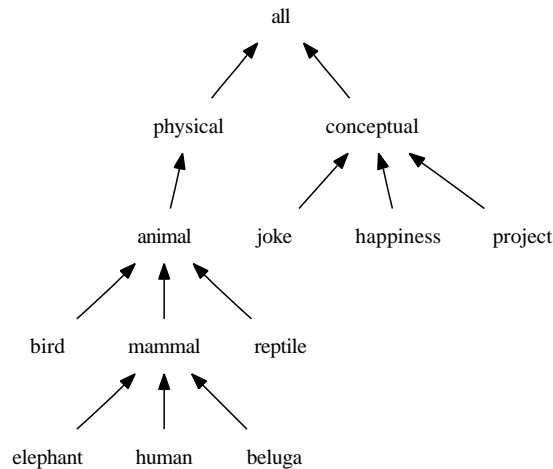 all
physical conceptual
animal joke happiness project
bird mammal reptile
elephant human beluga